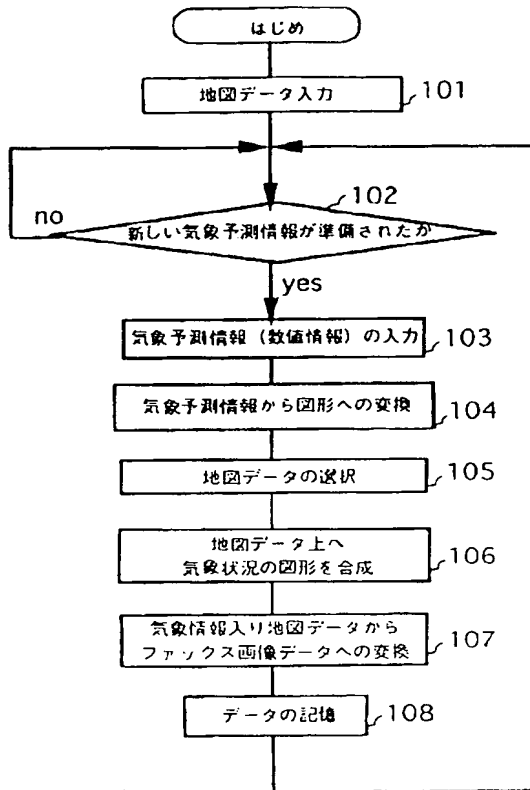 はじめ
地図データ入力 101
102
no 新しい気象予測情報が準備されたか
yes
気象予測情報（数値情報）の入力 103
気象予測情報から図形への変換 104
地図データの選択 105
地図データ上へ
気象状況の図形を合成 106
気象情報入り地図データから
ファックス画像データへの変換 107
データの記憶 108